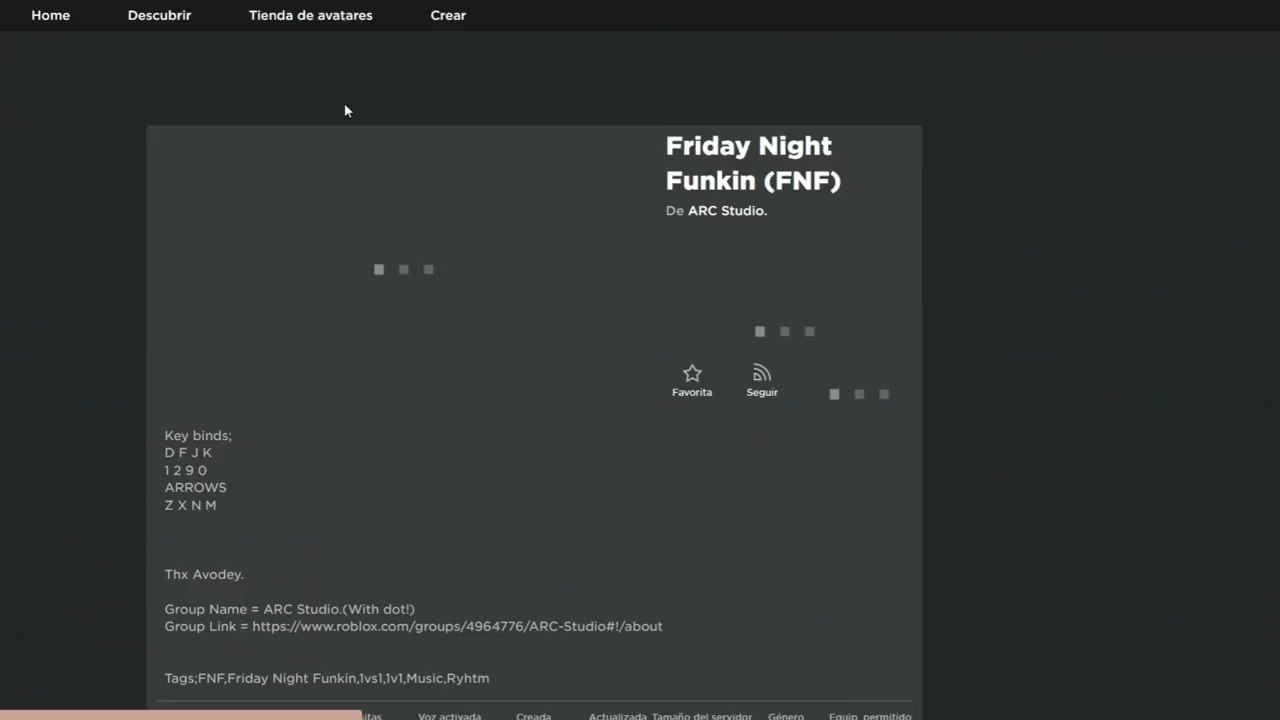 Home Descubrir Tienda de avatares Crear
Friday Night
Funkin (FNF)
De ARC Studio.
Favorita Seguir
Key binds;
D F J K
1 2 9 0
ARROWS
Z X N M
Thx Avodey.
Group Name = ARC Studio.(With dot!)
Group Link = https://www.roblox.com/groups/4964776/ARC-Studio#!/about
Tags;FNF,Friday Night Funkin,1vs1,1v1,Music,Ryhtm
Voz activada Creada Actualizada Tamaño del servidor Género Equip. permitido